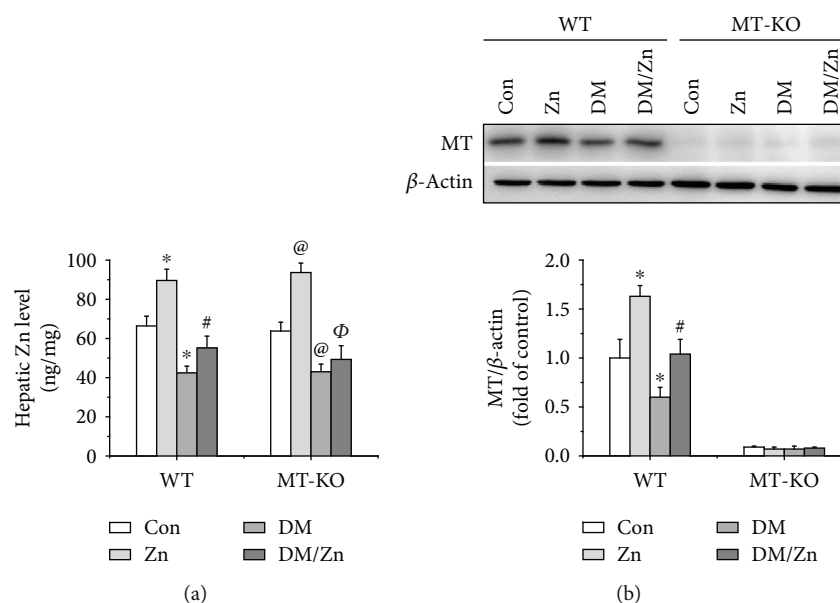 WT MT-KO
Con Zn DM DM/Zn Con Zn DM DM/Zn
MT
β-Actin
Hepatic Zn level
(ng/mg)
100
80
60
40
20
0
*
*
#
@
@
Φ
WT MT-KO
Con DM
Zn DM/Zn
(a)
MT/β-actin
(fold of control)
2.0
1.5
1.0
0.5
0.0
*
*
#
WT MT-KO
Con DM
Zn DM/Zn
(b)